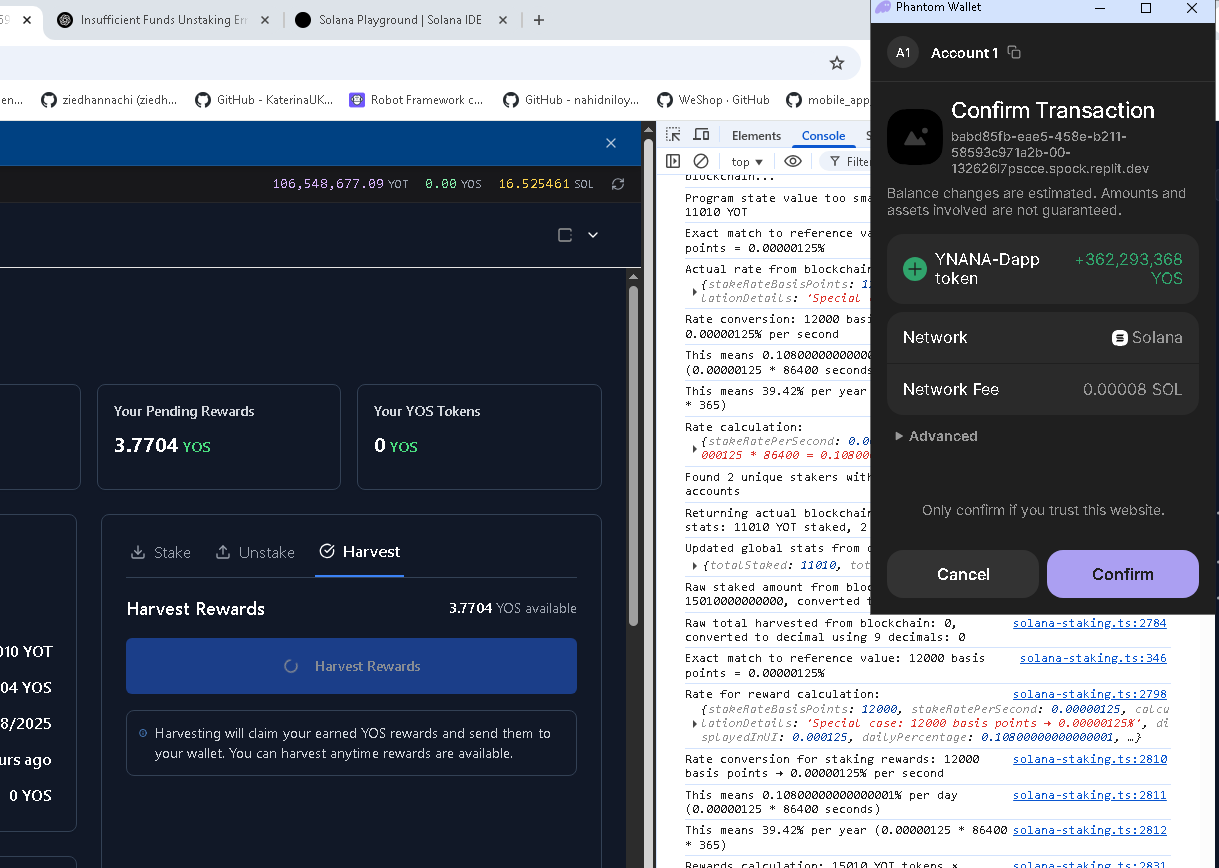 Insufficient Funds Unstaking Err
Solana Playground | Solana IDE
ziedhannachi (ziedh...
GitHub - KaterinaUK...
Robot Framework c...
GitHub - nahidniloy...
WeShop · GitHub
mobile_app
106,548,677.09 YOT 0.00 YOS 16.525461 SOL
Your Pending Rewards
3.7704 YOS
Your YOS Tokens
0 YOS
Stake
Unstake
Harvest
Harvest Rewards
3.7704 YOS available
Harvest Rewards
Harvesting will claim your earned YOS rewards and send them to
your wallet. You can harvest anytime rewards are available.
010 YOT
04 YOS
8/2025
urs ago
0 YOS
Elements
Console
top
Filte
blockchain...
Program state value too sma
11010 YOT
Exact match to reference va
points = 0.00000125%
Actual rate from blockchain
{stakeRateBasisPoints: 12
lationDetails: 'Special c
Rate conversion: 12000 basi
0.00000125% per second
This means 0.1080000000000
(0.00000125 * 86400 seconds
This means 39.42% per year
* 365)
Rate calculation:
{stakeRatePerSecond: 0.00
000125 * 86400 = 0.10800
Found 2 unique stakers with
accounts
Returning actual blockchain
stats: 11010 YOT staked, 2
Updated global stats from
{totalStaked: 11010, tot
Raw staked amount from bloc
15010000000000, converted t
Raw total harvested from blockchain: 0,
converted to decimal using 9 decimals: 0
solana-staking.ts:2784
Exact match to reference value: 12000 basis
points = 0.00000125%
solana-staking.ts:346
Rate for reward calculation:
solana-staking.ts:2798
{stakeRateBasisPoints: 12000, stakeRatePerSecond: 0.00000125, calcu
lationDetails: 'Special case: 12000 basis points → 0.00000125%', di
splayedInUI: 0.000125, dailyPercentage: 0.10800000000000001, …}
Rate conversion for staking rewards: 12000
basis points → 0.00000125% per second
solana-staking.ts:2810
This means 0.10800000000000001% per day
(0.00000125 * 86400 seconds)
solana-staking.ts:2811
This means 39.42% per year (0.00000125 * 86400
* 365)
solana-staking.ts:2812
Rewards calculation: 15010 YOT tokens ×
solana-staking.ts:2831
Phantom Wallet
A1
Account 1
Confirm Transaction
babd85fb-eae5-458e-b211-
58593c971a2b-00-
132626l7pscce.spock.replit.dev
Balance changes are estimated. Amounts and
assets involved are not guaranteed.
YNANA-Dapp
token
+362,293,368
YOS
Network
Solana
Network Fee
0.00008 SOL
Advanced
Only confirm if you trust this website.
Cancel
Confirm